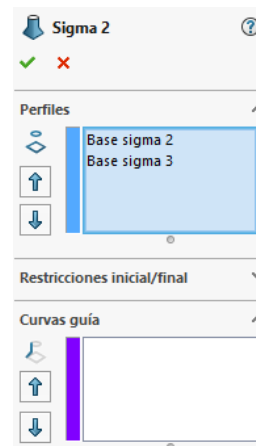 Sigma 2
Perfiles
Base sigma 2
Base sigma 3
Restricciones inicial/final
Curvas guía